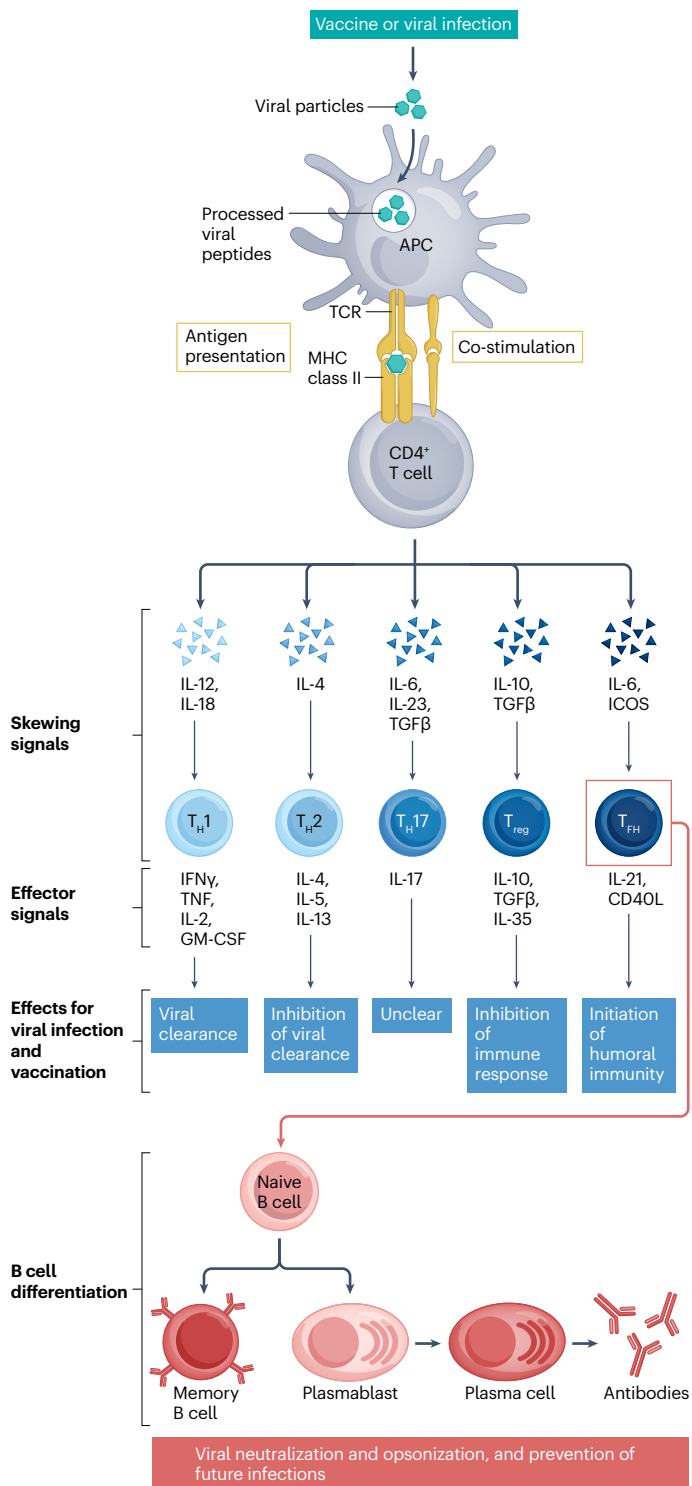 Vaccine or viral infection
Viral particles
Processed
viral
peptides
APC
TCR
Antigen
presentation
Co-stimulation
MHC
class II
CD4⁺
T cell
Skewing
signals
IL-12,
IL-18
IL-4
IL-6,
IL-23,
TGFβ
IL-10,
TGFβ
IL-6,
ICOS
T_H1
T_H2
T_H17
T_reg
T_FH
Effector
signals
IFNγ,
TNF,
IL-2,
GM-CSF
IL-4,
IL-5,
IL-13
IL-17
IL-10,
TGFβ,
IL-35
IL-21,
CD40L
Effects for
viral infection
and
vaccination
Viral
clearance
Inhibition
of viral
clearance
Unclear
Inhibition
of
immune
response
Initiation
of
humoral
immunity
Naive
B cell
B cell
differentiation
Memory
B cell
Plasmablast
Plasma cell
Antibodies
Viral neutralization and opsonization, and prevention of
future infections